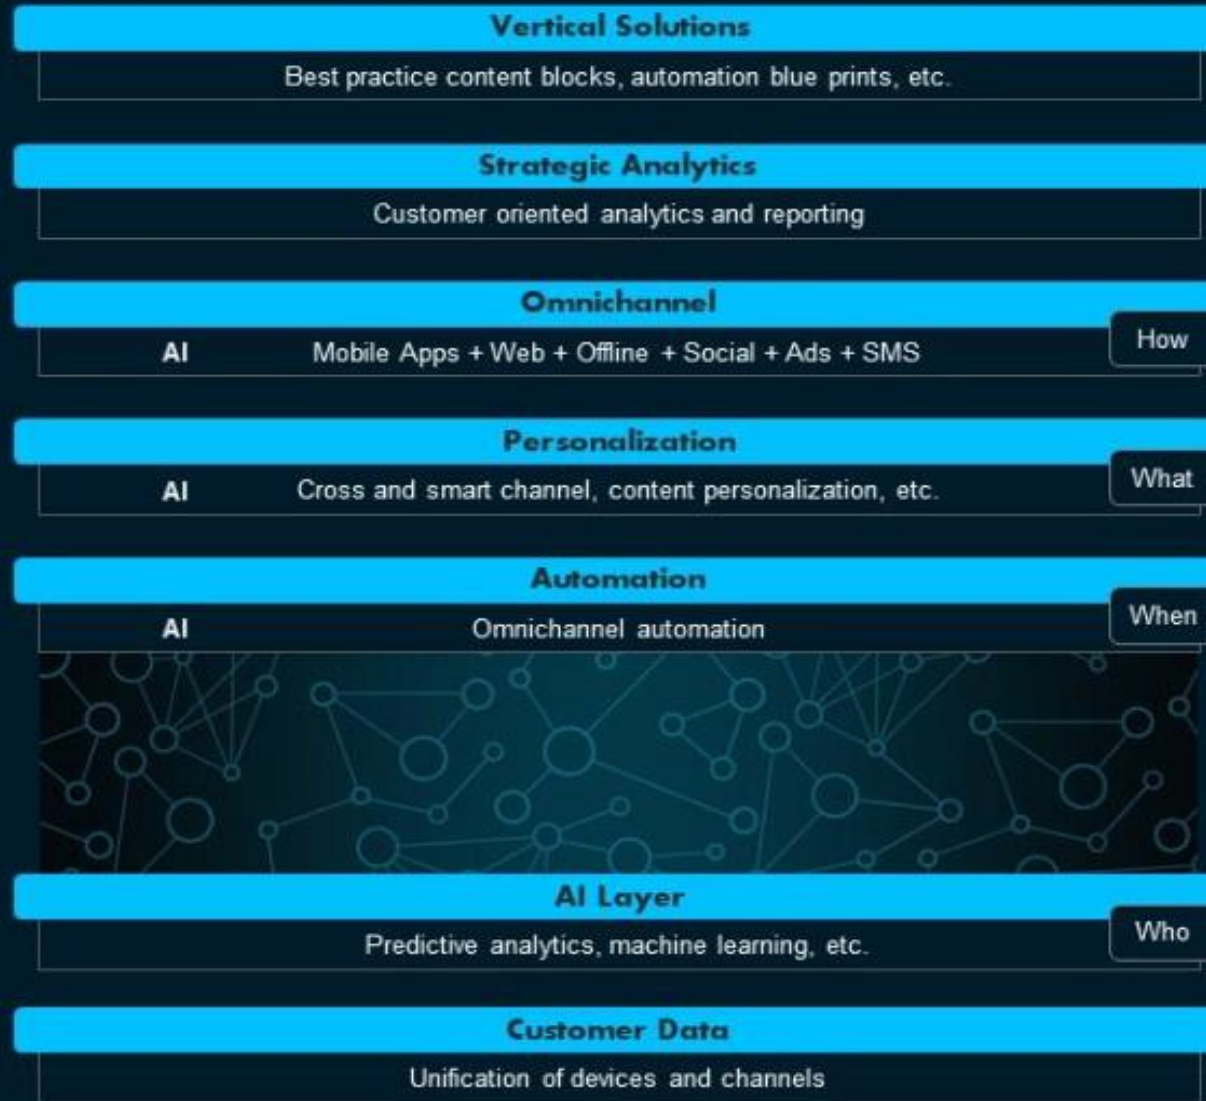 Vertical Solutions
Best practice content blocks, automation blue prints, etc.
Strategic Analytics
Customer oriented analytics and reporting
Omnichannel
AI Mobile Apps + Web + Offline + Social + Ads + SMS How
Personalization
AI Cross and smart channel, content personalization, etc. What
Automation
AI Omnichannel automation When
AI Layer
Predictive analytics, machine learning, etc. Who
Customer Data
Unification of devices and channels